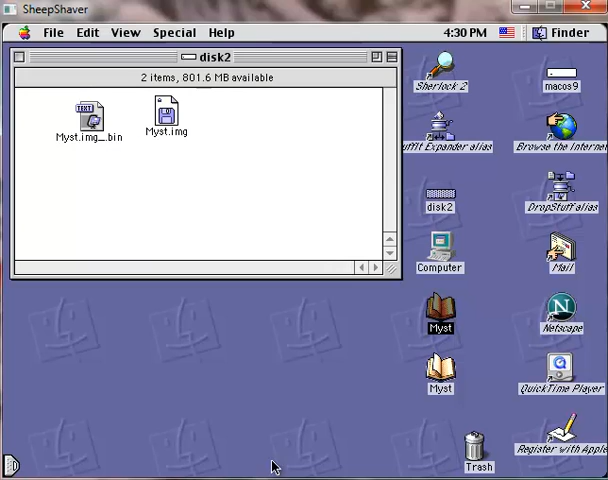 SheepShaver
File Edit View Special Help 4:30 PM Finder
disk2
2 items, 801.6 MB available
TEXT
Myst.img_.bin
Myst.img
Sherlock 2
macos9
uffIt Expander alias
Browse the Internet
disk2
DropStuff alias
Computer
Mail
Myst
Netscape
Myst
QuickTime Player
Trash
Register with Apple